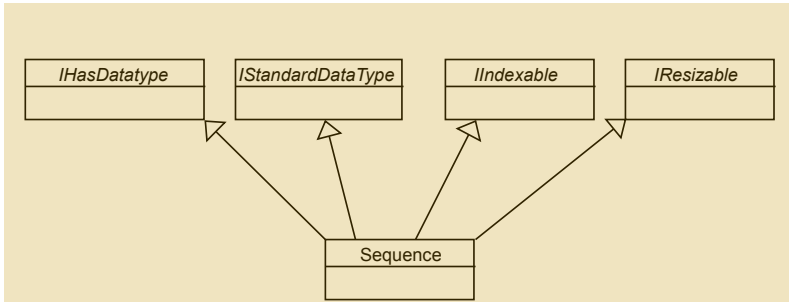 IHasDatatype
IStandardDataType
IIndexable
IResizable
Sequence